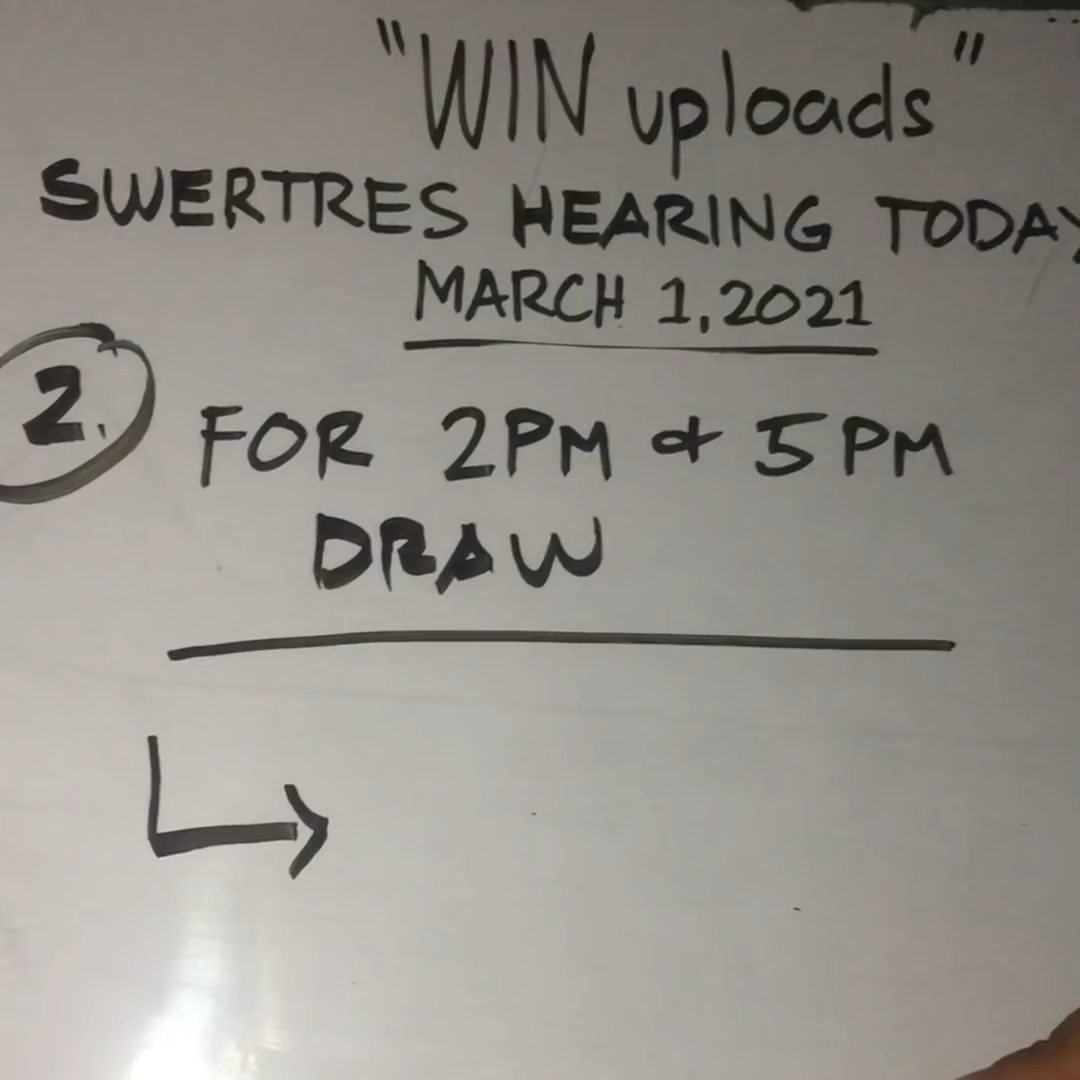 "WIN uploads"
SWERTRES HEARING TODAY
MARCH 1, 2021
2. FOR 2PM & 5PM
DRAW